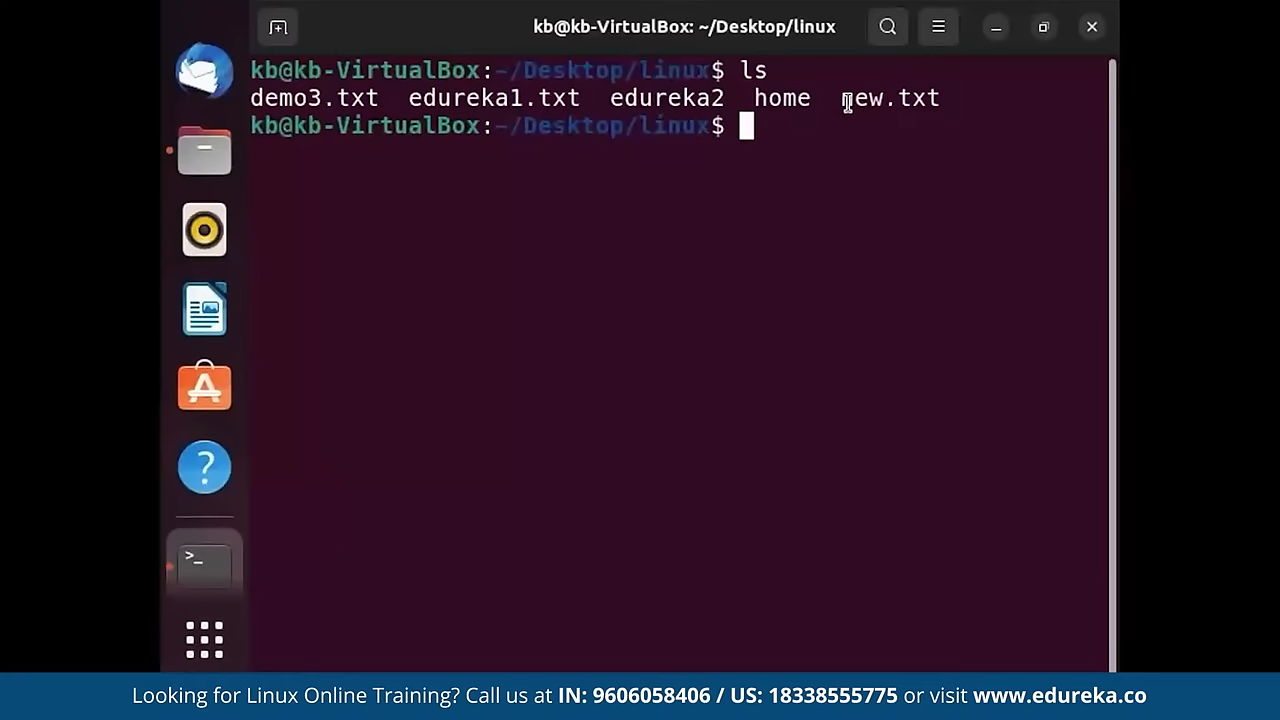 kb@kb-VirtualBox: ~/Desktop/linux
kb@kb-VirtualBox:~/Desktop/linux$ ls
demo3.txt  edureka1.txt  edureka2  home  new.txt
kb@kb-VirtualBox:~/Desktop/linux$
Looking for Linux Online Training? Call us at IN: 9606058406 / US: 18338555775 or visit www.edureka.co